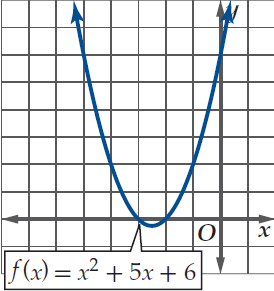 y
O
x
f(x) = x² + 5x + 6